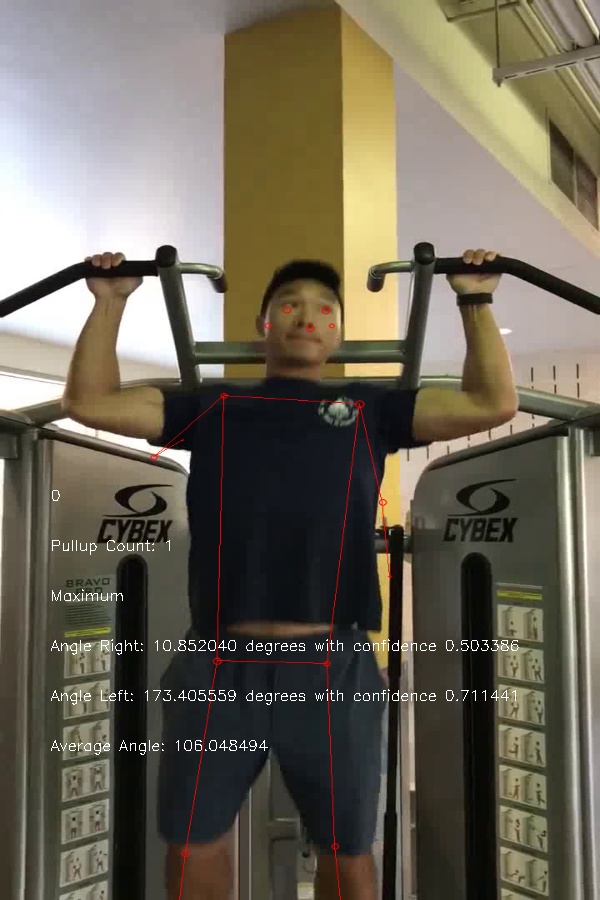 0
CYBEX
CYBEX
Pullup Count: 1
BRAVO
Maximum
Angle Right: 10.852040 degrees with confidence 0.503386
Angle Left: 173.405559 degrees with confidence 0.711441
Average Angle: 106.048494